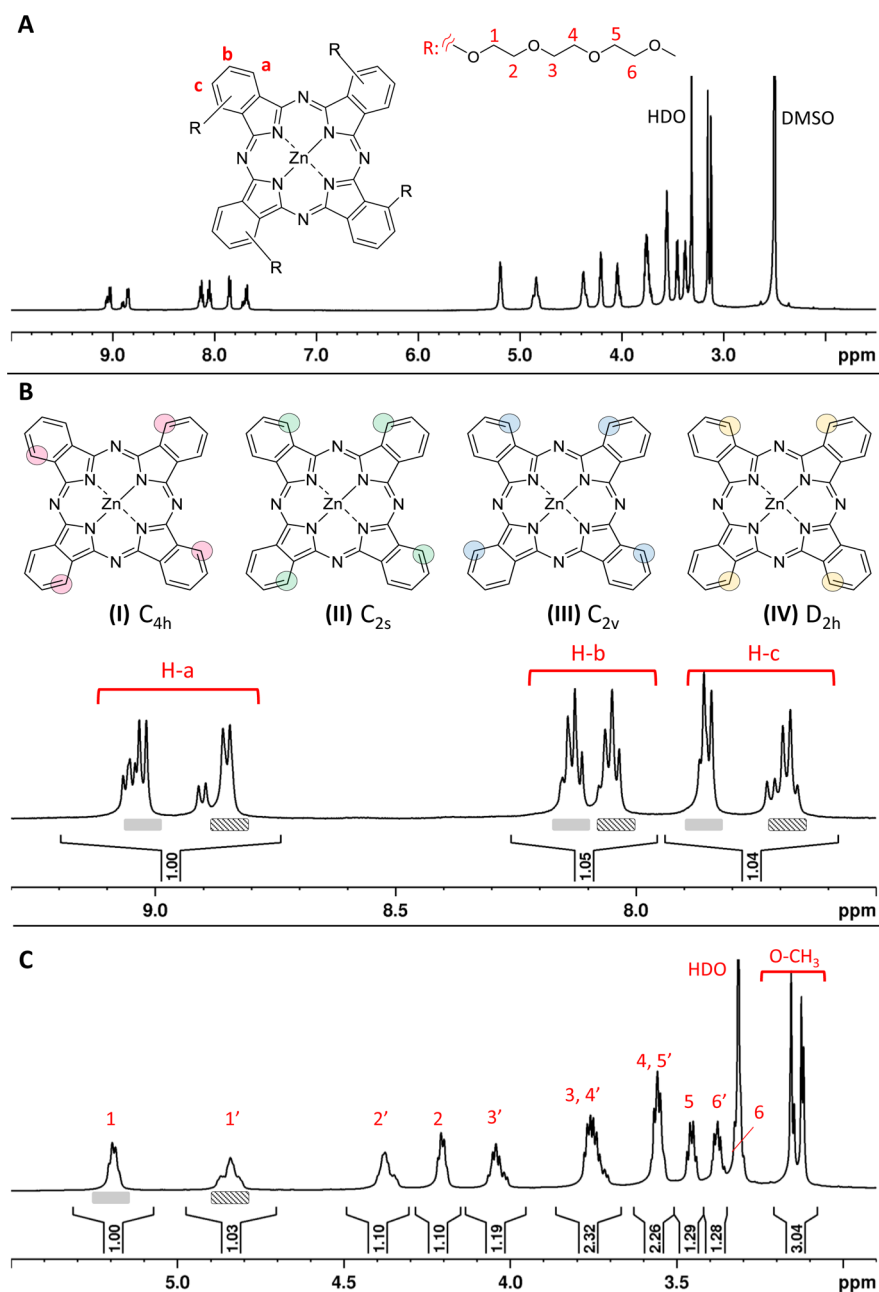 A
R
R:
O
1
2
O
3
4
O
5
6
O
b
a
c
R
N
N
N
N
Zn
N
N
N
N
R
R
HDO
DMSO
9.0
8.0
7.0
6.0
5.0
4.0
3.0
ppm
B
N
N
N
N
Zn
N
N
N
N
N
N
N
N
Zn
N
N
N
N
N
N
N
N
Zn
N
N
N
N
N
N
N
N
Zn
N
N
N
N
(I) C4h
(II) C2s
(III) C2v
(IV) D2h
H-a
H-b
H-c
1.00
1.05
1.04
9.0
8.5
8.0
ppm
C
HDO
O-CH3
1
1’
2’
2
3’
3, 4’
4, 5’
5
6’
6
1.00
1.03
1.10
1.10
1.19
2.32
2.26
1.29
1.28
3.04
5.0
4.5
4.0
3.5
ppm